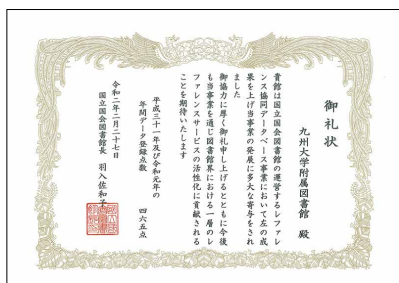 御礼状
九州大学附属図書館 殿
貴館は国立国会図書館の運営するレファレ
ンス協同データベース事業において左の成
果を上げ当事業の発展に多大な寄与をされ
ました
御協力に厚く御礼申し上げるとともに今後
も当事業を通じ図書館界における一層のレ
ファレンスサービスの活性化に貢献される
ことを期待いたします
平成三十一年及び令和元年の
年間データ登録点数 四六五点
令和二年二月二十七日
国立国会図書館長 羽入佐和子